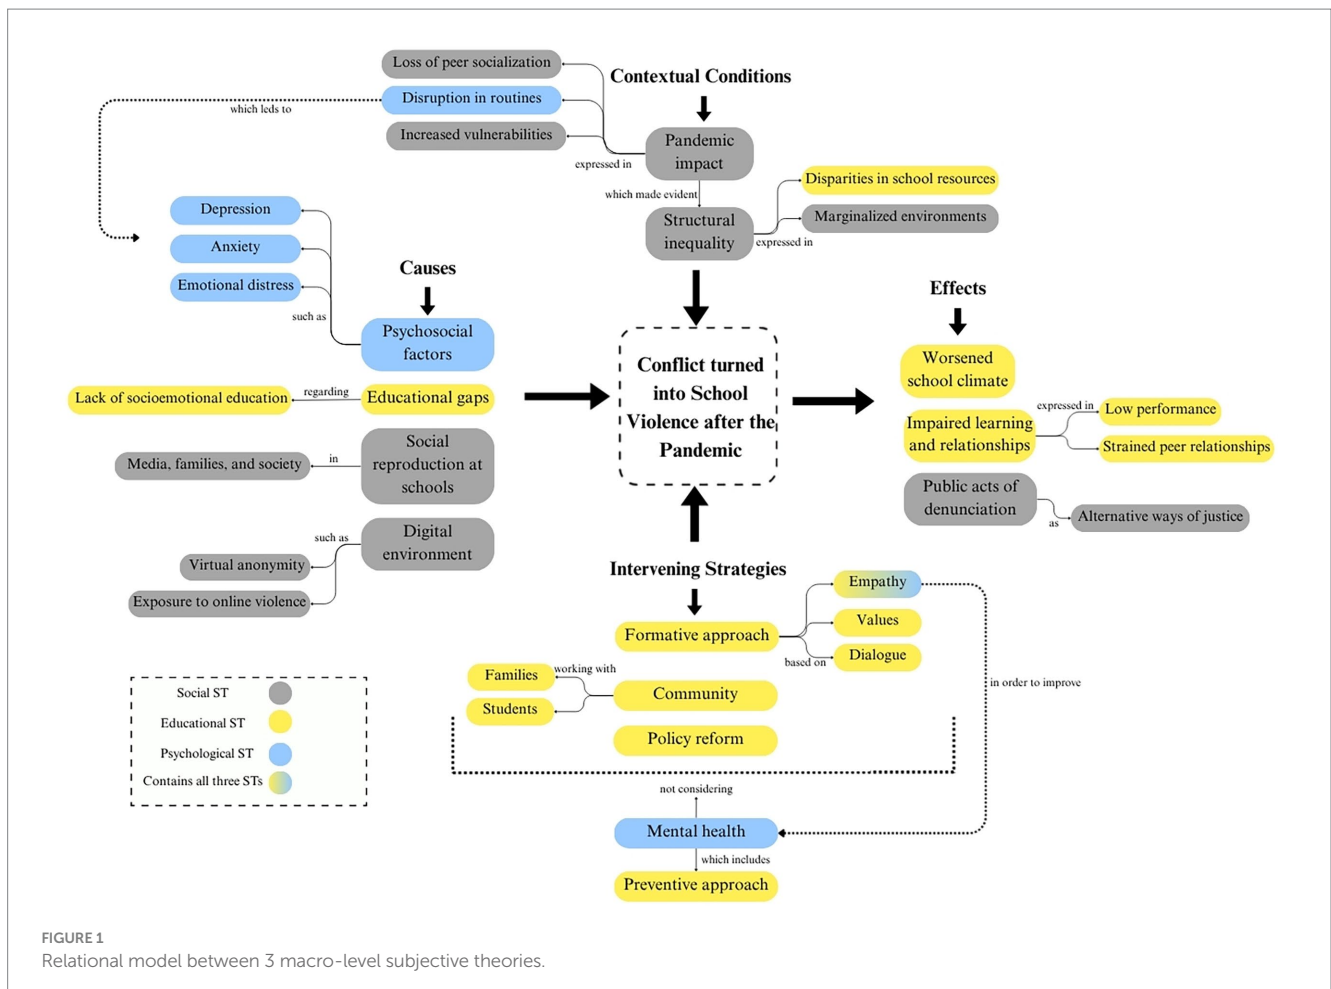 Loss of peer socialization
Contextual Conditions
Disruption in routines
which leds to
Increased vulnerabilities
Pandemic
impact
expressed in
which made evident
Disparities in school resources
Structural
inequality
Marginalized environments
expressed in
Depression
Anxiety
Emotional distress
such as
Causes
Psychosocial
factors
Lack of socioemotional education
regarding
Educational gaps
Media, families, and society
in
Social
reproduction at
schools
such as
Digital
environment
Virtual anonymity
Exposure to online violence
Conflict turned
into School
Violence after the
Pandemic
Effects
Worsened
school climate
Impaired learning
and relationships
expressed in
Low performance
Strained peer relationships
Public acts of
denunciation
as
Alternative ways of justice
Intervening Strategies
Formative approach
based on
Empathy
Values
Dialogue
in order to improve
Families
working with
Community
Students
Policy reform
not considering
Mental health
which includes
Preventive approach
Social ST
Educational ST
Psychological ST
Contains all three STs
FIGURE 1
Relational model between 3 macro-level subjective theories.